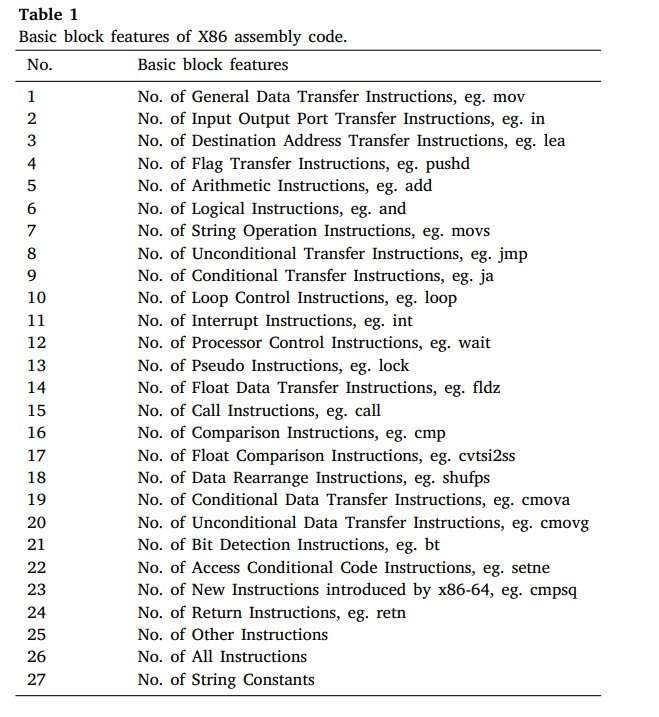 Table 1
Basic block features of X86 assembly code.
No. Basic block features
1 No. of General Data Transfer Instructions, eg. mov
2 No. of Input Output Port Transfer Instructions, eg. in
3 No. of Destination Address Transfer Instructions, eg. lea
4 No. of Flag Transfer Instructions, eg. pushd
5 No. of Arithmetic Instructions, eg. add
6 No. of Logical Instructions, eg. and
7 No. of String Operation Instructions, eg. movs
8 No. of Unconditional Transfer Instructions, eg. jmp
9 No. of Conditional Transfer Instructions, eg. ja
10 No. of Loop Control Instructions, eg. loop
11 No. of Interrupt Instructions, eg. int
12 No. of Processor Control Instructions, eg. wait
13 No. of Pseudo Instructions, eg. lock
14 No. of Float Data Transfer Instructions, eg. fldz
15 No. of Call Instructions, eg. call
16 No. of Comparison Instructions, eg. cmp
17 No. of Float Comparison Instructions, eg. cvtsi2ss
18 No. of Data Rearrange Instructions, eg. shufps
19 No. of Conditional Data Transfer Instructions, eg. cmova
20 No. of Unconditional Data Transfer Instructions, eg. cmovg
21 No. of Bit Detection Instructions, eg. bt
22 No. of Access Conditional Code Instructions, eg. setne
23 No. of New Instructions introduced by x86-64, eg. cmpsq
24 No. of Return Instructions, eg. retn
25 No. of Other Instructions
26 No. of All Instructions
27 No. of String Constants